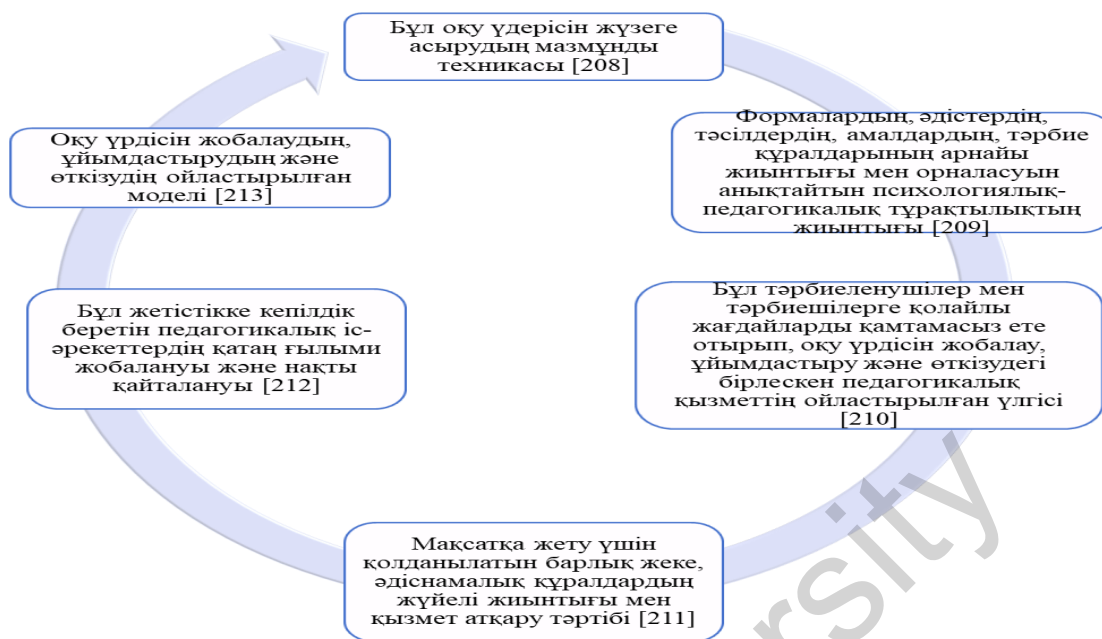 Бұл оқу үдерісін жүзеге
асырудың мазмұнды
техникасы [208]
Формалардың, әдістердің,
тәсілдердің, амалдардың, тәрбие
құралдарының арнайы
жиынтығы мен орналасуын
анықтайтын психологиялық-
педагогикалық тұрақтылықтың
жиынтығы [209]
Бұл тәрбиеленушілер мен
тәрбиешілерге қолайлы
жағдайларды қамтамасыз ете
отырып, оқу үрдісін жобалау,
ұйымдастыру және өткізудегі
бірлескен педагогикалық
қызметтің ойластырылған үлгісі
[210]
Мақсатқа жету үшін
қолданылатын барлық жеке,
әдіснамалық құралдардың
жүйелі жиынтығы мен
қызмет атқару тәртібі [211]
Бұл жетістікке кепілдік
беретін педагогикалық іс-
әрекеттердің қатаң ғылыми
жобалануы және нақты
қайталануы [212]
Оқу үрдісін жобалаудың,
ұйымдастырудың және
өткізудің ойластырылған
моделі [213]
ersity